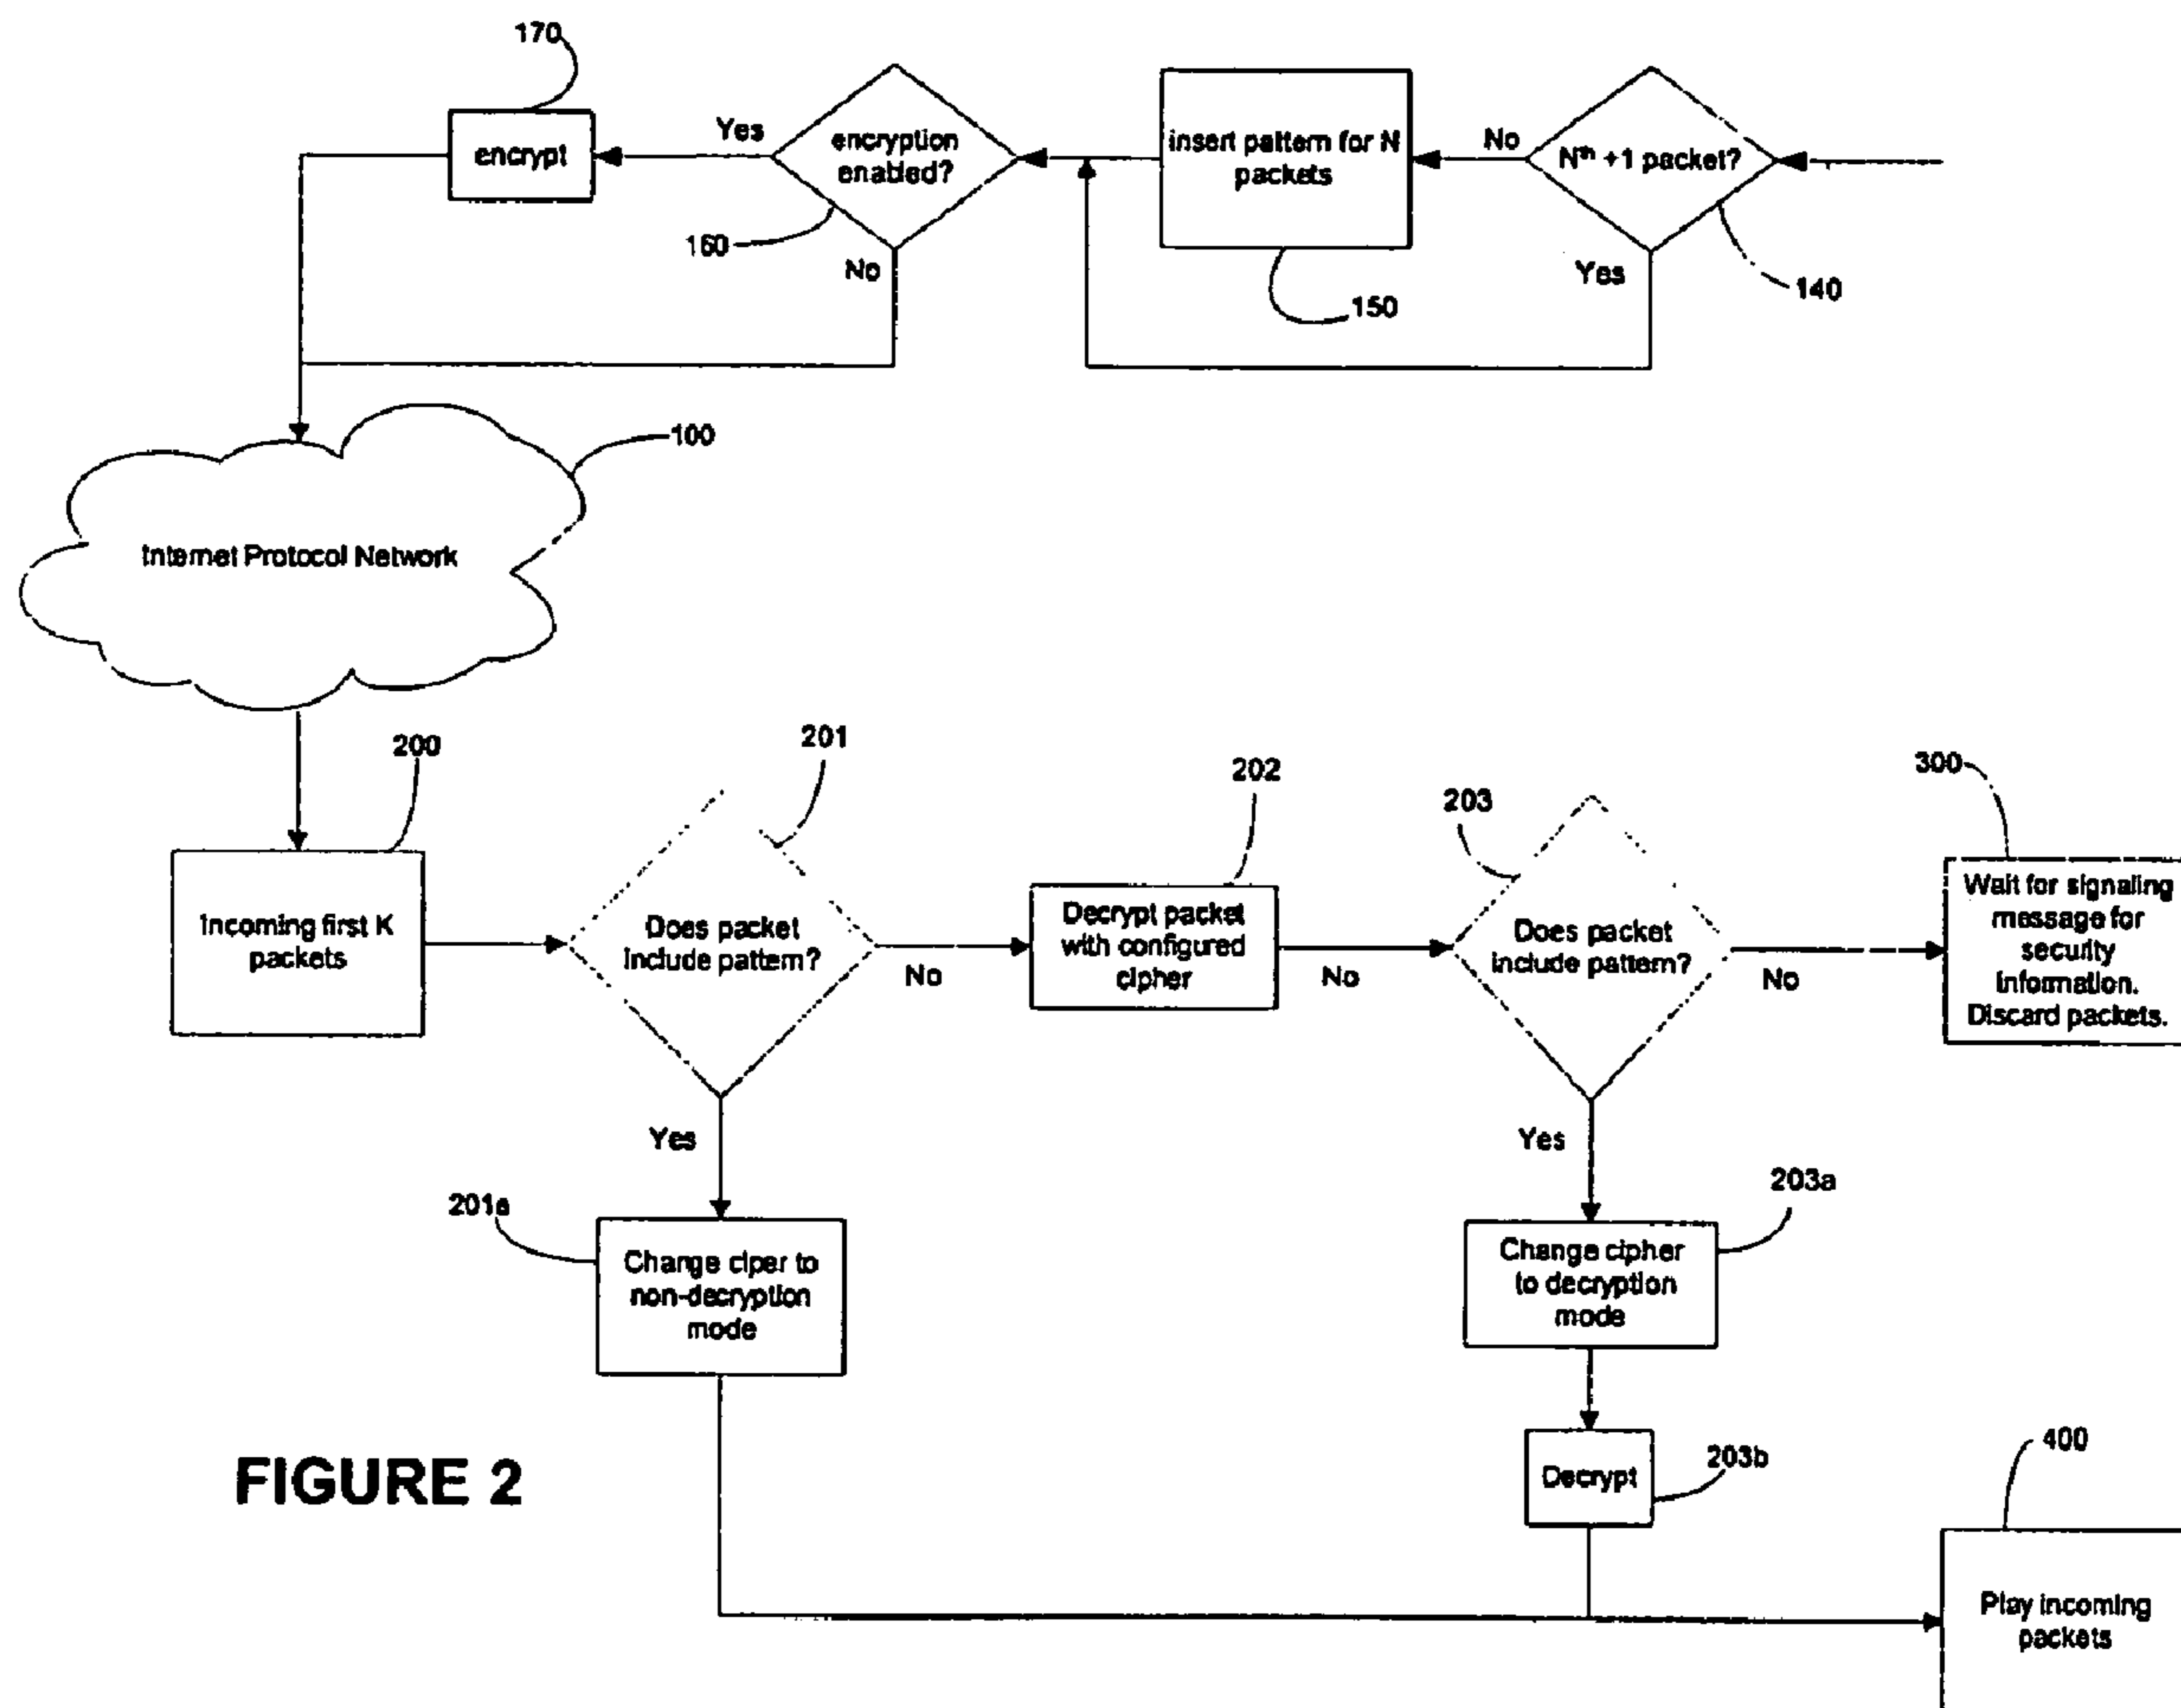 170
encrypt
Yes
encryption
enabled?
160
No
insert pattern for N
packets
150
No
Nth +1 packet?
Yes
140
100
Internet Protocol Network
200
Incoming first K
packets
201
Does packet
include pattern?
No
Yes
202
Decrypt packet
with configured
cipher
No
203
Does packet
include pattern?
No
Yes
300
Wait for signaling
message for
security
information.
Discard packets.
201a
Change ciper to
non-decryption
mode
203a
Change cipher
to decryption
mode
203b
Decrypt
400
Play incoming
packets
FIGURE 2